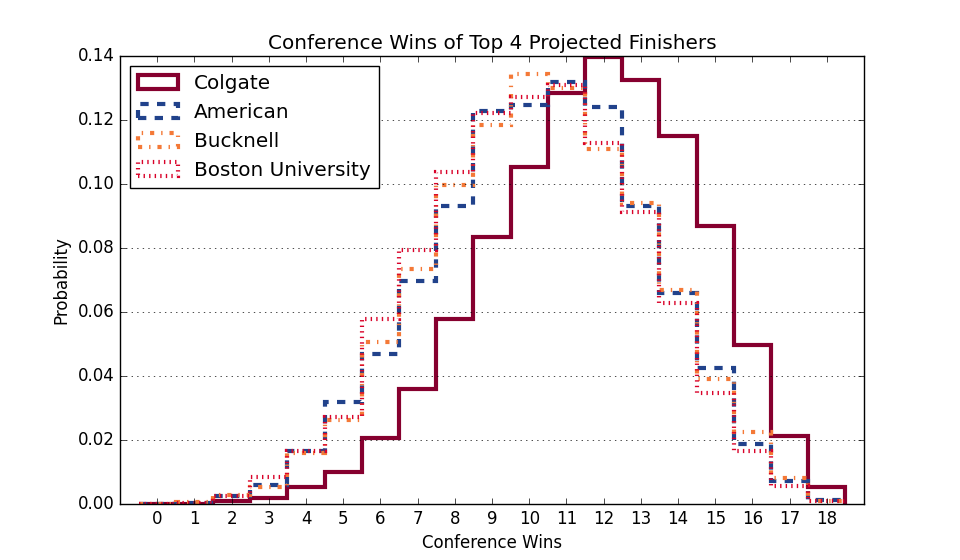 Conference Wins of Top 4 Projected Finishers
Colgate
American
Bucknell
Boston University
Probability
0.14
0.12
0.10
0.08
0.06
0.04
0.02
0.00
0 1 2 3 4 5 6 7 8 9 10 11 12 13 14 15 16 17 18
Conference Wins